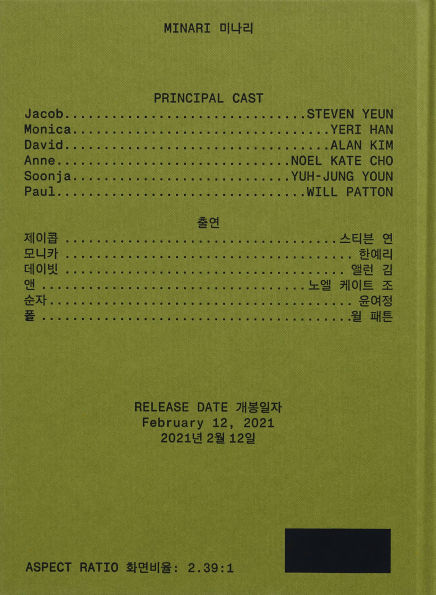 MINARI 미나리
PRINCIPAL CAST
Jacob...............................STEVEN YEUN
Monica.................................YERI HAN
David..................................ALAN KIM
Anne..............................NOEL KATE CHO
Soonja...........................YUH-JUNG YOUN
Paul................................WILL PATTON
출연
제이콥 ...................................스티븐 연
모니카 ..................................... 한예리
데이빗 ..................................... 앨런 김
앤 ..................................노엘 케이트 조
순자....................................... 윤여정
폴 ........................................윌 패튼
RELEASE DATE 개봉일자
February 12, 2021
2021년 2월 12일
ASPECT RATIO 화면비율: 2.39:1